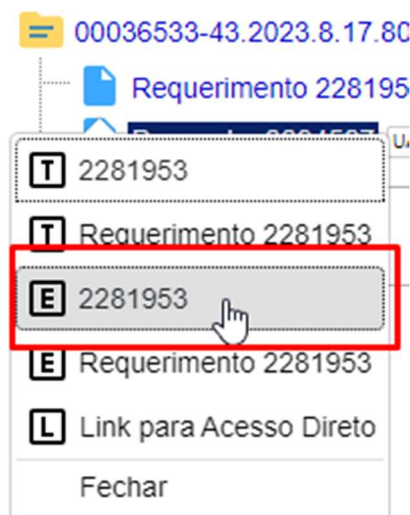 00036533-43.2023.8.17.80
Requerimento 228195
T 2281953
T Requerimento 2281953
E 2281953
E Requerimento 2281953
L Link para Acesso Direto
Fechar